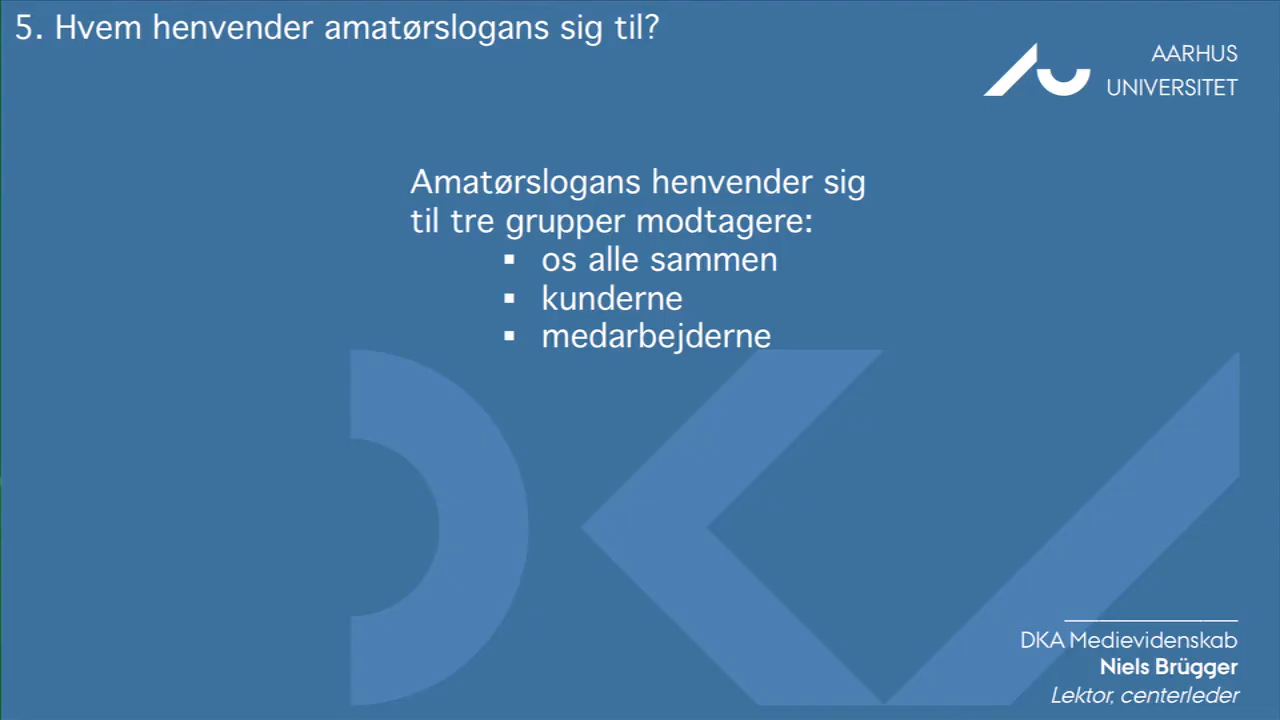 5. Hvem henvender amatørslogans sig til?
AARHUS
UNIVERSITET
Amatørslogans henvender sig
til tre grupper modtagere:
▪ os alle sammen
▪ kunderne
▪ medarbejderne
DKA Medievidenskab
Niels Brügger
Lektor, centerleder